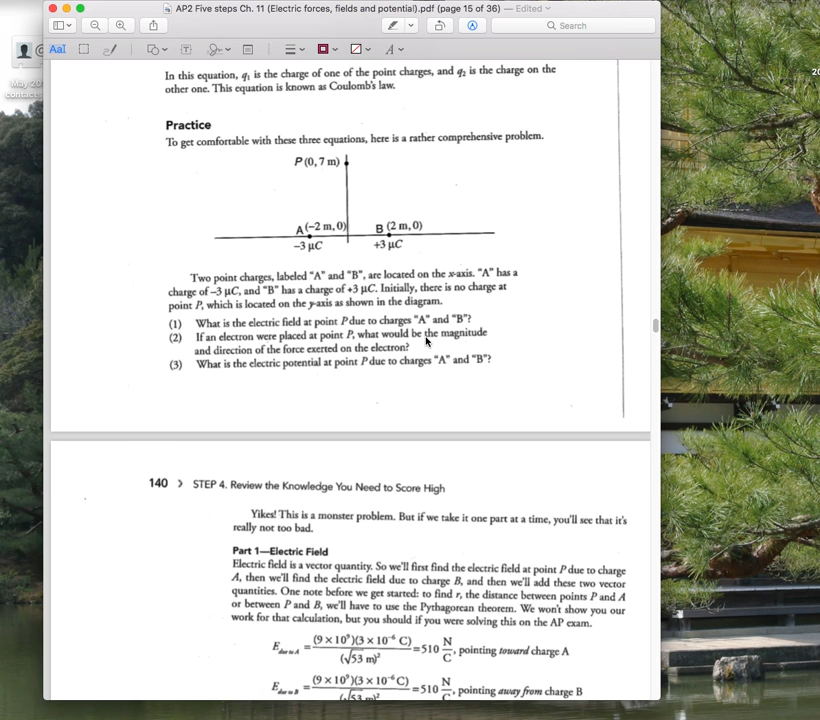 AP2 Five steps Ch. 11 (Electric forces, fields and potential).pdf (page 15 of 36) — Edited
Search
AaI
T
A
May 20
20
In this equation, q₁ is the charge of one of the point charges, and q₂ is the charge on the
other one. This equation is known as Coulomb's law.
Practice
To get comfortable with these three equations, here is a rather comprehensive problem.
P (0, 7 m)
A (−2 m, 0) B (2 m, 0)
−3 μC +3 μC
Two point charges, labeled "A" and "B", are located on the x-axis. "A" has a
charge of −3 μC, and "B" has a charge of +3 μC. Initially, there is no charge at
point P, which is located on the y-axis as shown in the diagram.
(1) What is the electric field at point P due to charges "A" and "B"?
(2) If an electron were placed at point P, what would be the magnitude
and direction of the force exerted on the electron?
(3) What is the electric potential at point P due to charges "A" and "B"?
140 › STEP 4. Review the Knowledge You Need to Score High
Yikes! This is a monster problem. But if we take it one part at a time, you'll see that it's
really not too bad.
Part 1—Electric Field
Electric field is a vector quantity. So we'll first find the electric field at point P due to charge
A, then we'll find the electric field due to charge B, and then we'll add these two vector
quantities. One note before we get started: to find r, the distance between points P and A
or between P and B, we'll have to use the Pythagorean theorem. We won't show you our
work for that calculation, but you should if you were solving this on the AP exam.
E due to A = (9 × 10⁹)(3 × 10⁻⁶ C) / (√53 m)² = 510 N/C, pointing toward charge A
E due to B = (9 × 10⁹)(3 × 10⁻⁶ C) / (√53 m)² = 510 N/C, pointing away from charge B